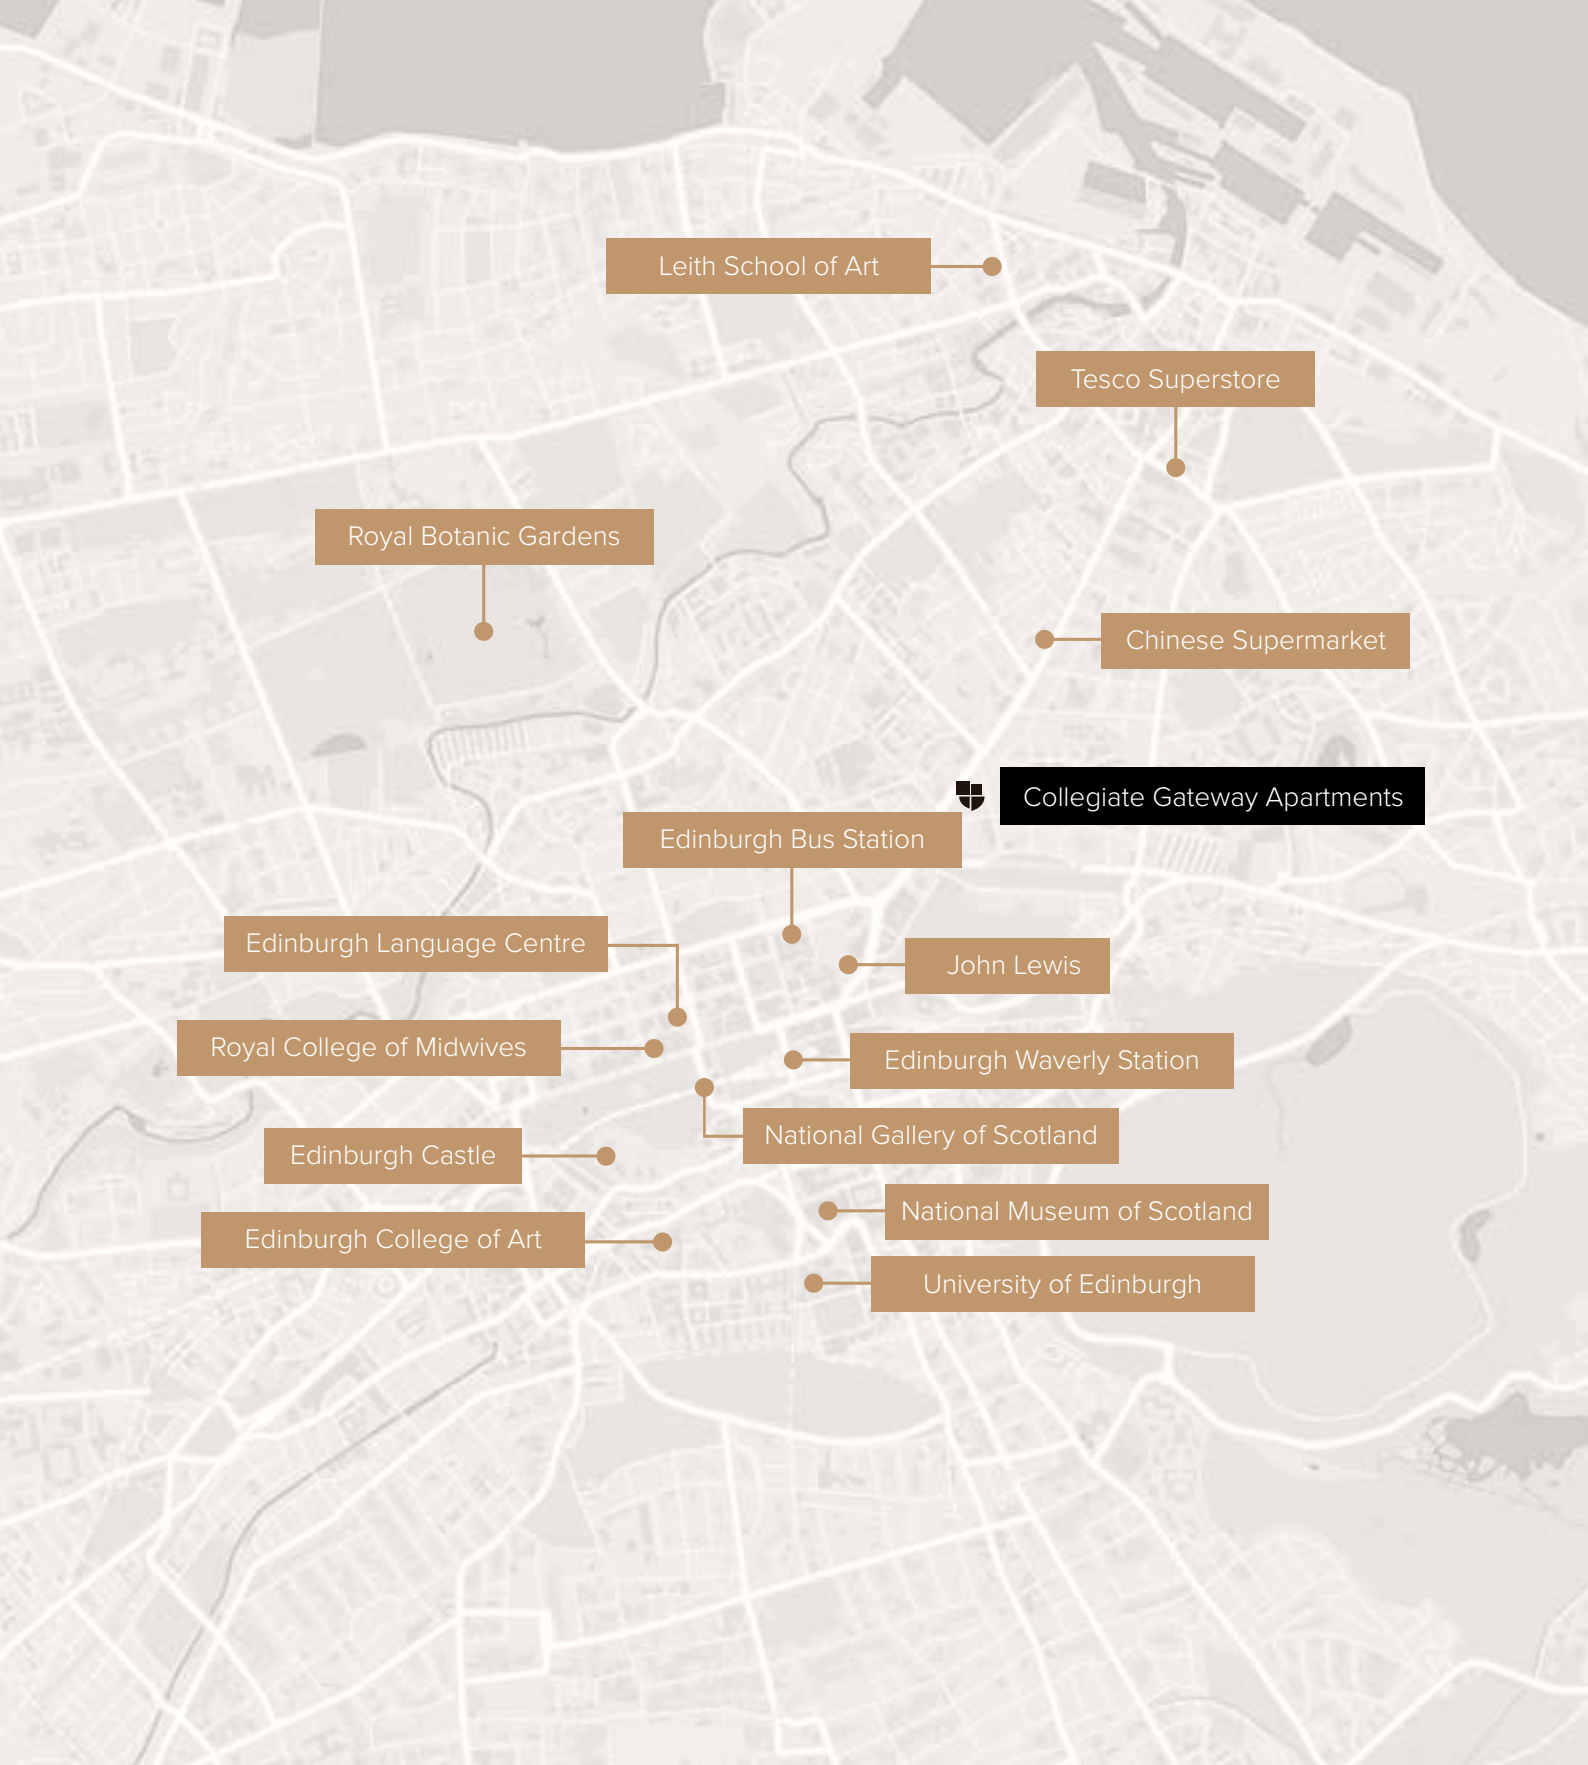 Leith School of Art
Tesco Superstore
Royal Botanic Gardens
Chinese Supermarket
Collegiate Gateway Apartments
Edinburgh Bus Station
Edinburgh Language Centre
John Lewis
Royal College of Midwives
Edinburgh Waverly Station
National Gallery of Scotland
Edinburgh Castle
National Museum of Scotland
Edinburgh College of Art
University of Edinburgh